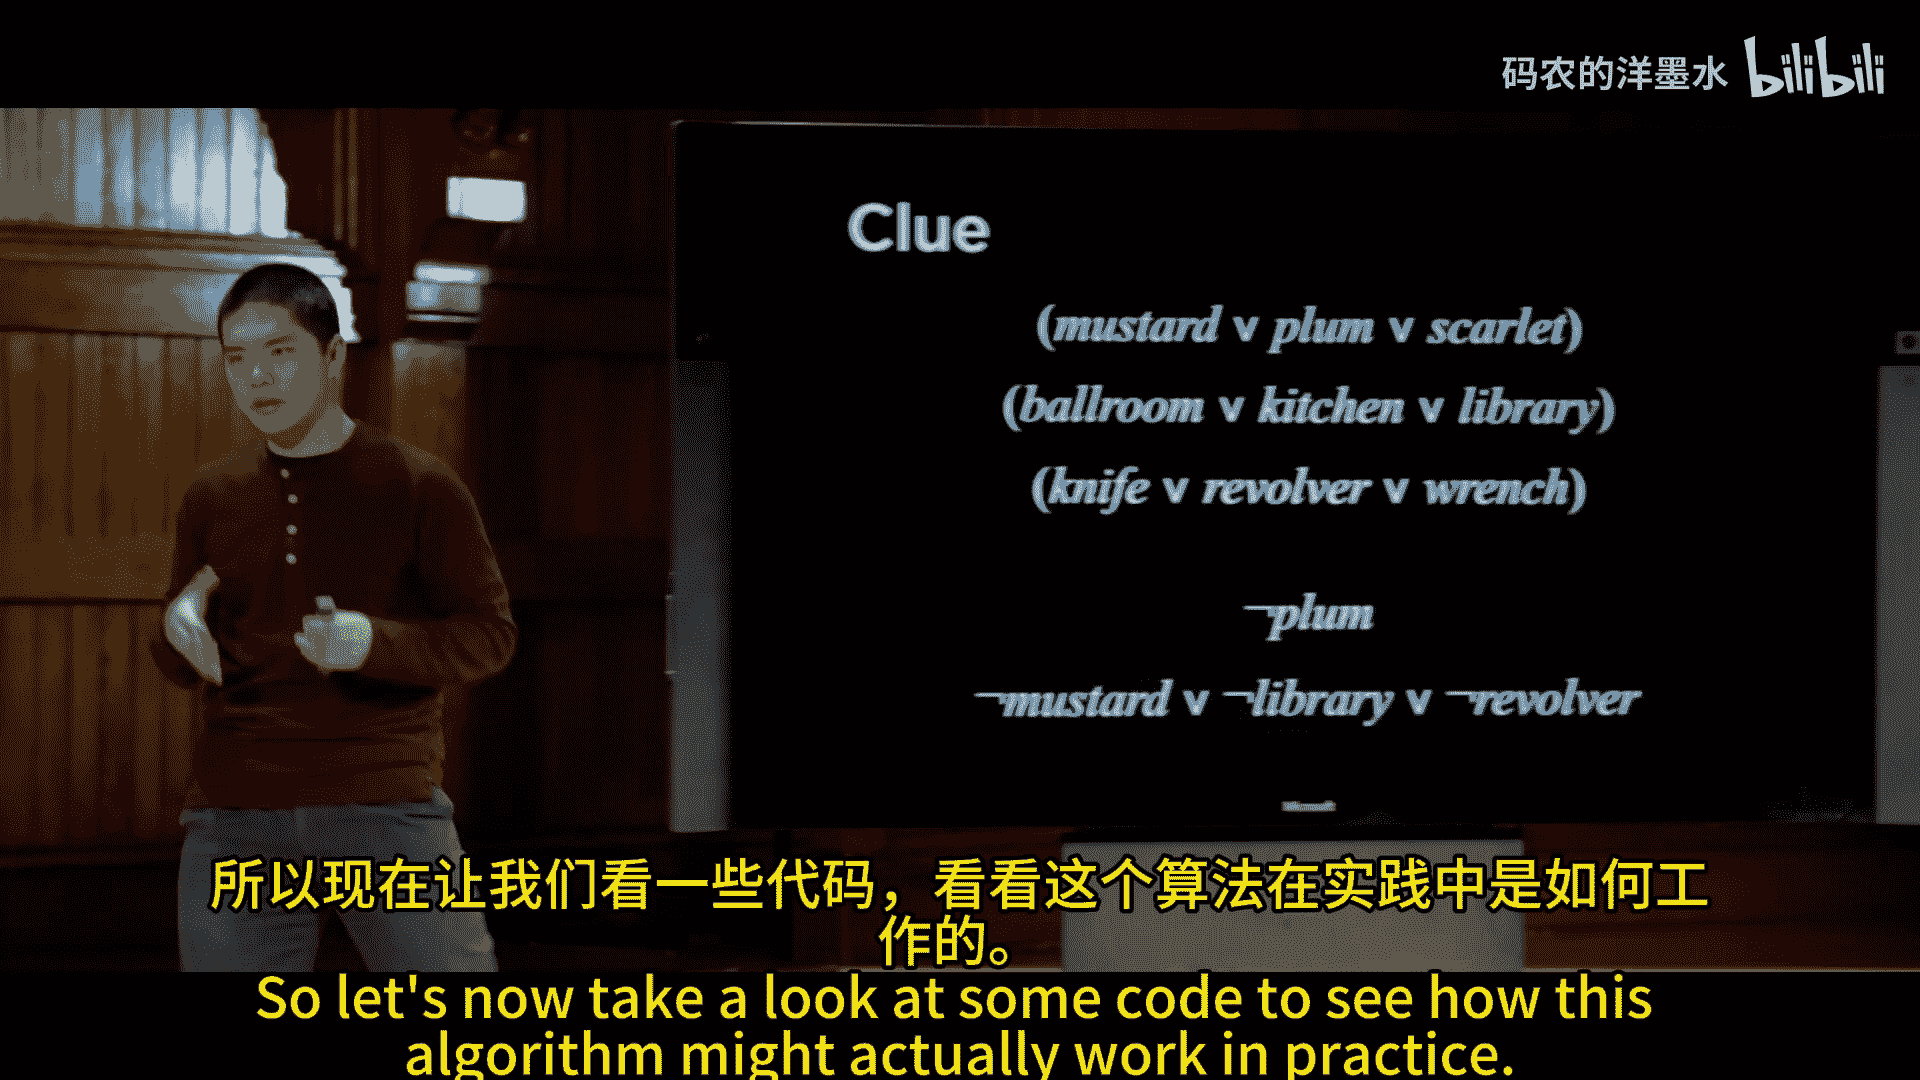 码农的洋墨水 bilibili
Clue
(mustard ∨ plum ∨ scarlet)
(ballroom ∨ kitchen ∨ library)
(knife ∨ revolver ∨ wrench)
¬plum
¬mustard ∨ ¬library ∨ ¬revolver
所以现在让我们看一些代码，看看这个算法在实践中是如何工
作的。
So let's now take a look at some code to see how this
algorithm might actually work in practice.